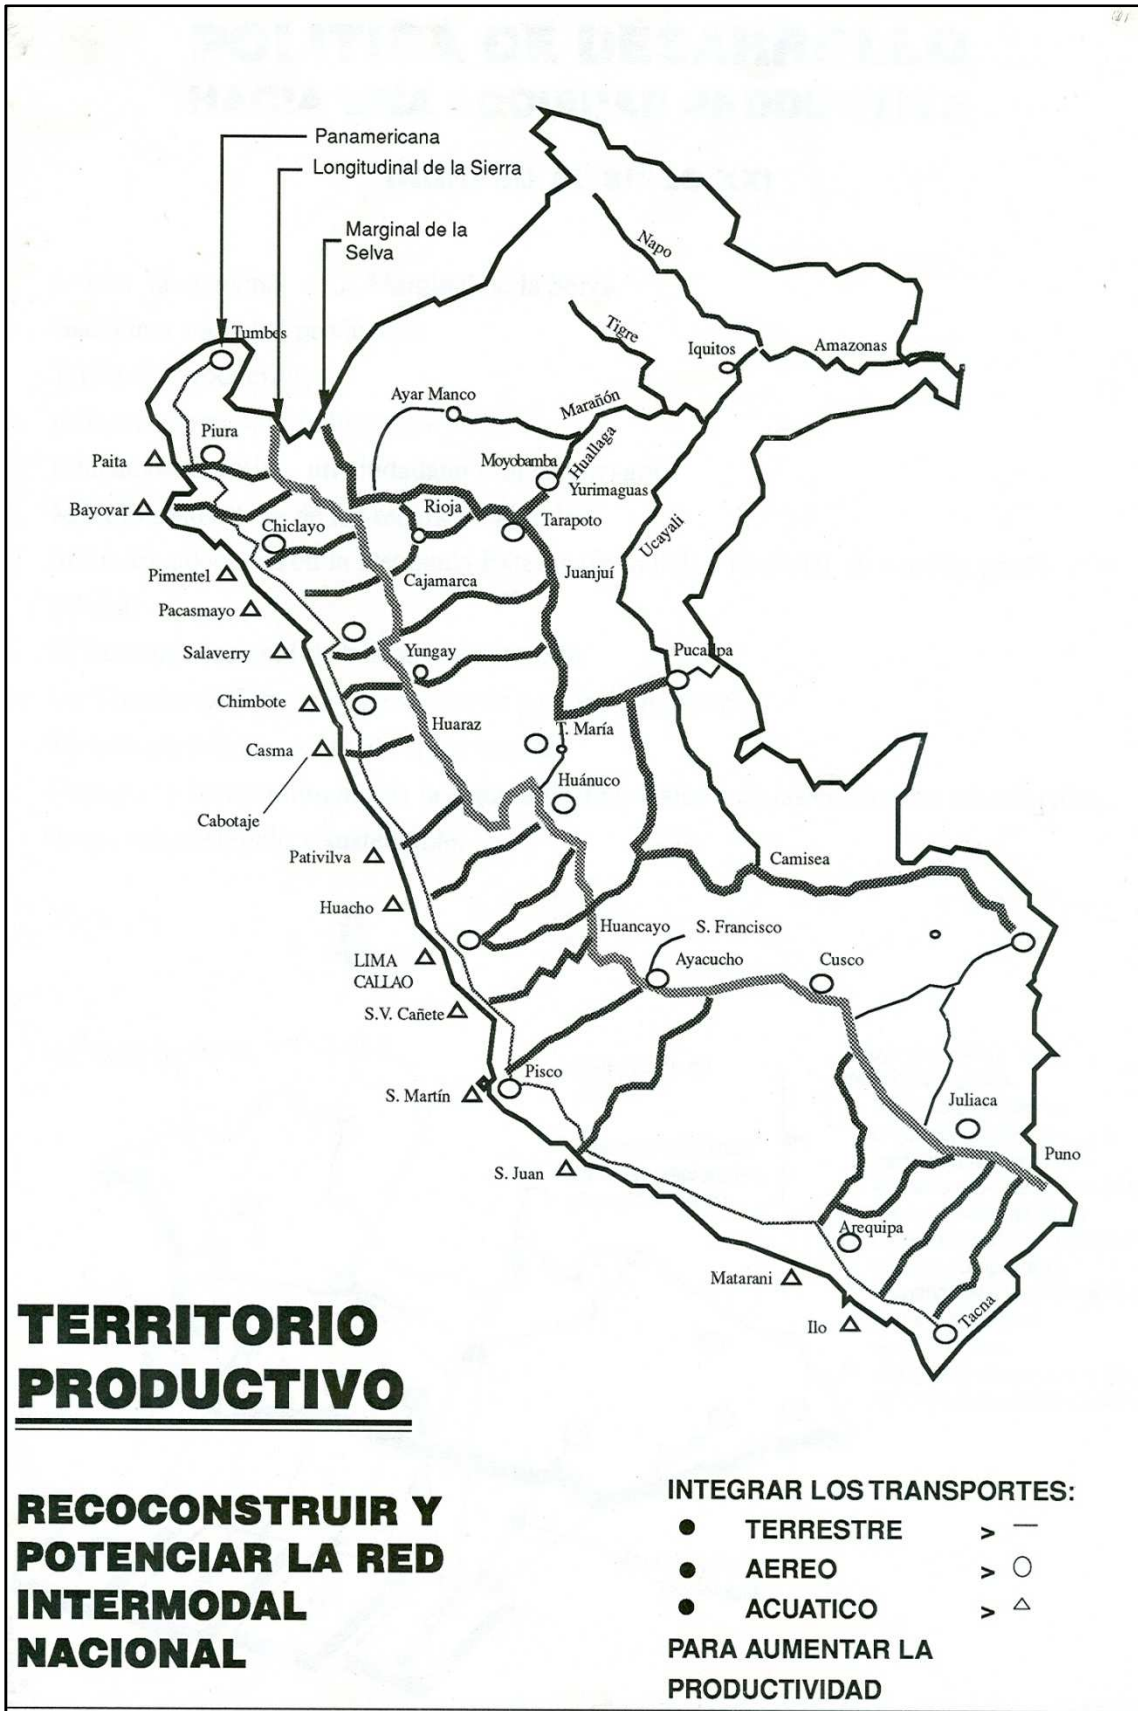 Panamericana
Longitudinal de la Sierra
Marginal de la
Selva
Napo
Tumbes
Tigre
Iquitos
Amazonas
Ayar Manco
Marañón
Piura
Huallaga
Paita
Moyobamba
Yurimaguas
Bayovar
Rioja
Chiclayo
Tarapoto
Ucayali
Pimentel
Cajamarca
Juanjuí
Pacasmayo
Salaverry
Yungay
Pucallpa
Chimbote
Huaraz
T. María
Casma
Huánuco
Cabotaje
Pativilva
Camisea
Huacho
Huancayo
S. Francisco
LIMA
CALLAO
Ayacucho
Cusco
S.V. Cañete
Pisco
S. Martín
Juliaca
S. Juan
Puno
Arequipa
Matarani
Ilo
Tacna
TERRITORIO
PRODUCTIVO
RECOCONSTRUIR Y
POTENCIAR LA RED
INTERMODAL
NACIONAL
INTEGRAR LOS TRANSPORTES:
● TERRESTRE > —
● AEREO > ○
● ACUATICO > △
PARA AUMENTAR LA
PRODUCTIVIDAD